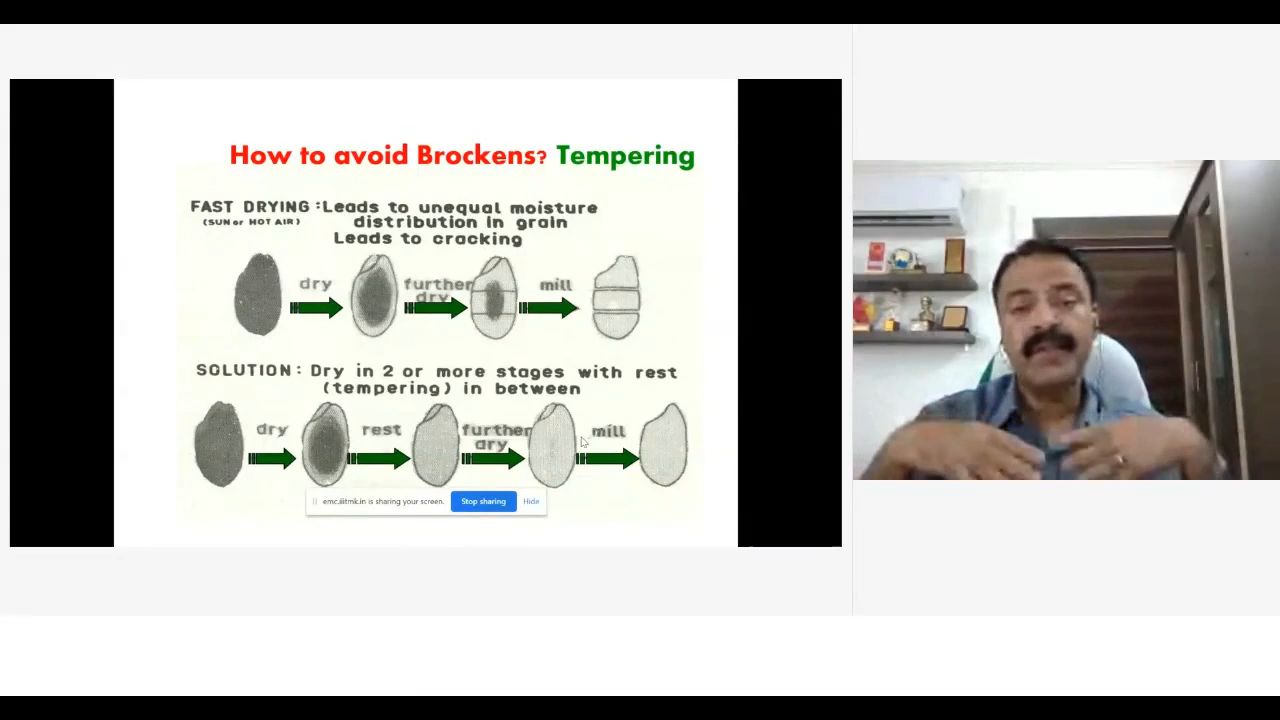 How to avoid Brockens? Tempering
FAST DRYING : Leads to unequal moisture
(SUN or HOT AIR) distribution in grain
Leads to cracking
dry further dry mill
SOLUTION : Dry in 2 or more stages with rest
(tempering) in between
dry rest further dry mill
emc.iiitmk.in is sharing your screen. Stop sharing Hide